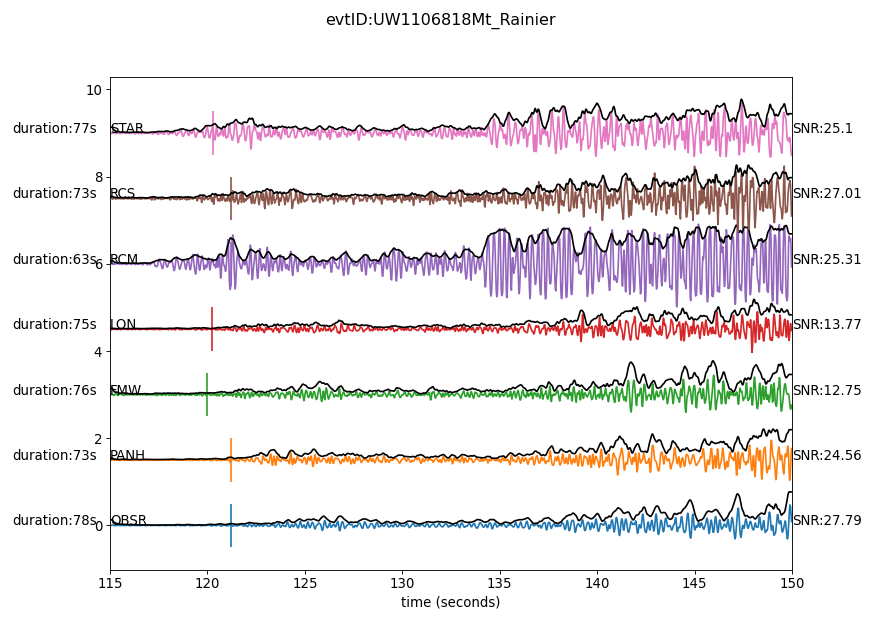 evtID:UW1106818Mt_Rainier
10
duration:77s STAR SNR:25.1
8
duration:73s RCS SNR:27.01
duration:63s RCM SNR:25.31
6
duration:75s LON SNR:13.77
4
duration:76s FMW SNR:12.75
2
duration:73s PANH SNR:24.56
duration:78s OBSR SNR:27.79
0
115 120 125 130 135 140 145 150
time (seconds)